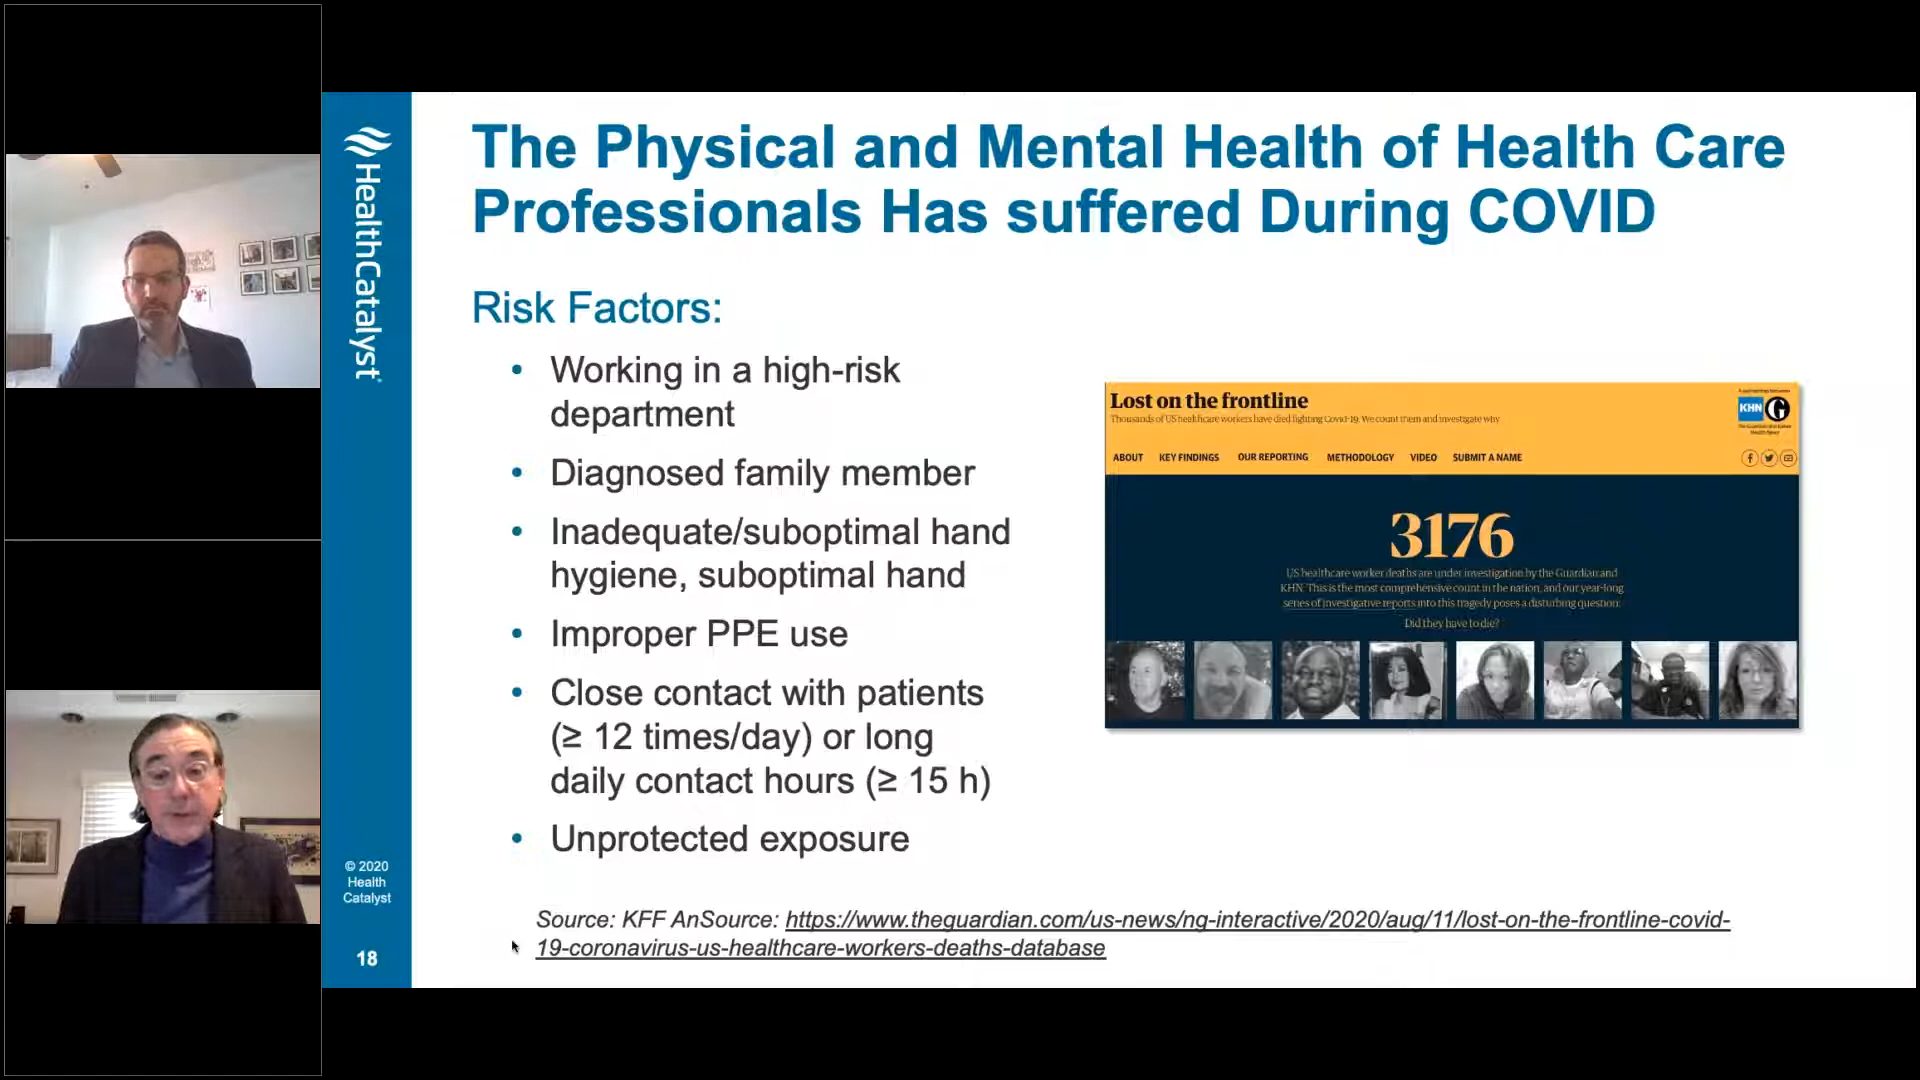 HealthCatalyst
The Physical and Mental Health of Health Care
Professionals Has suffered During COVID
Risk Factors:
• Working in a high-risk
department
• Diagnosed family member
• Inadequate/suboptimal hand
hygiene, suboptimal hand
• Improper PPE use
• Close contact with patients
(≥ 12 times/day) or long
daily contact hours (≥ 15 h)
• Unprotected exposure
Lost on the frontline
Thousands of US healthcare workers have died fighting Covid-19. We count them and investigate why
KHN
ABOUT KEY FINDINGS OUR REPORTING METHODOLOGY VIDEO SUBMIT A NAME
3176
US healthcare worker deaths are under investigation by the Guardian and
KHN. This is the most comprehensive count in the nation, and our year-long
series of investigative reports into this tragedy poses a disturbing question:
Did they have to die?
Source: KFF AnSource: https://www.theguardian.com/us-news/ng-interactive/2020/aug/11/lost-on-the-frontline-covid-
19-coronavirus-us-healthcare-workers-deaths-database
© 2020
Health
Catalyst
18